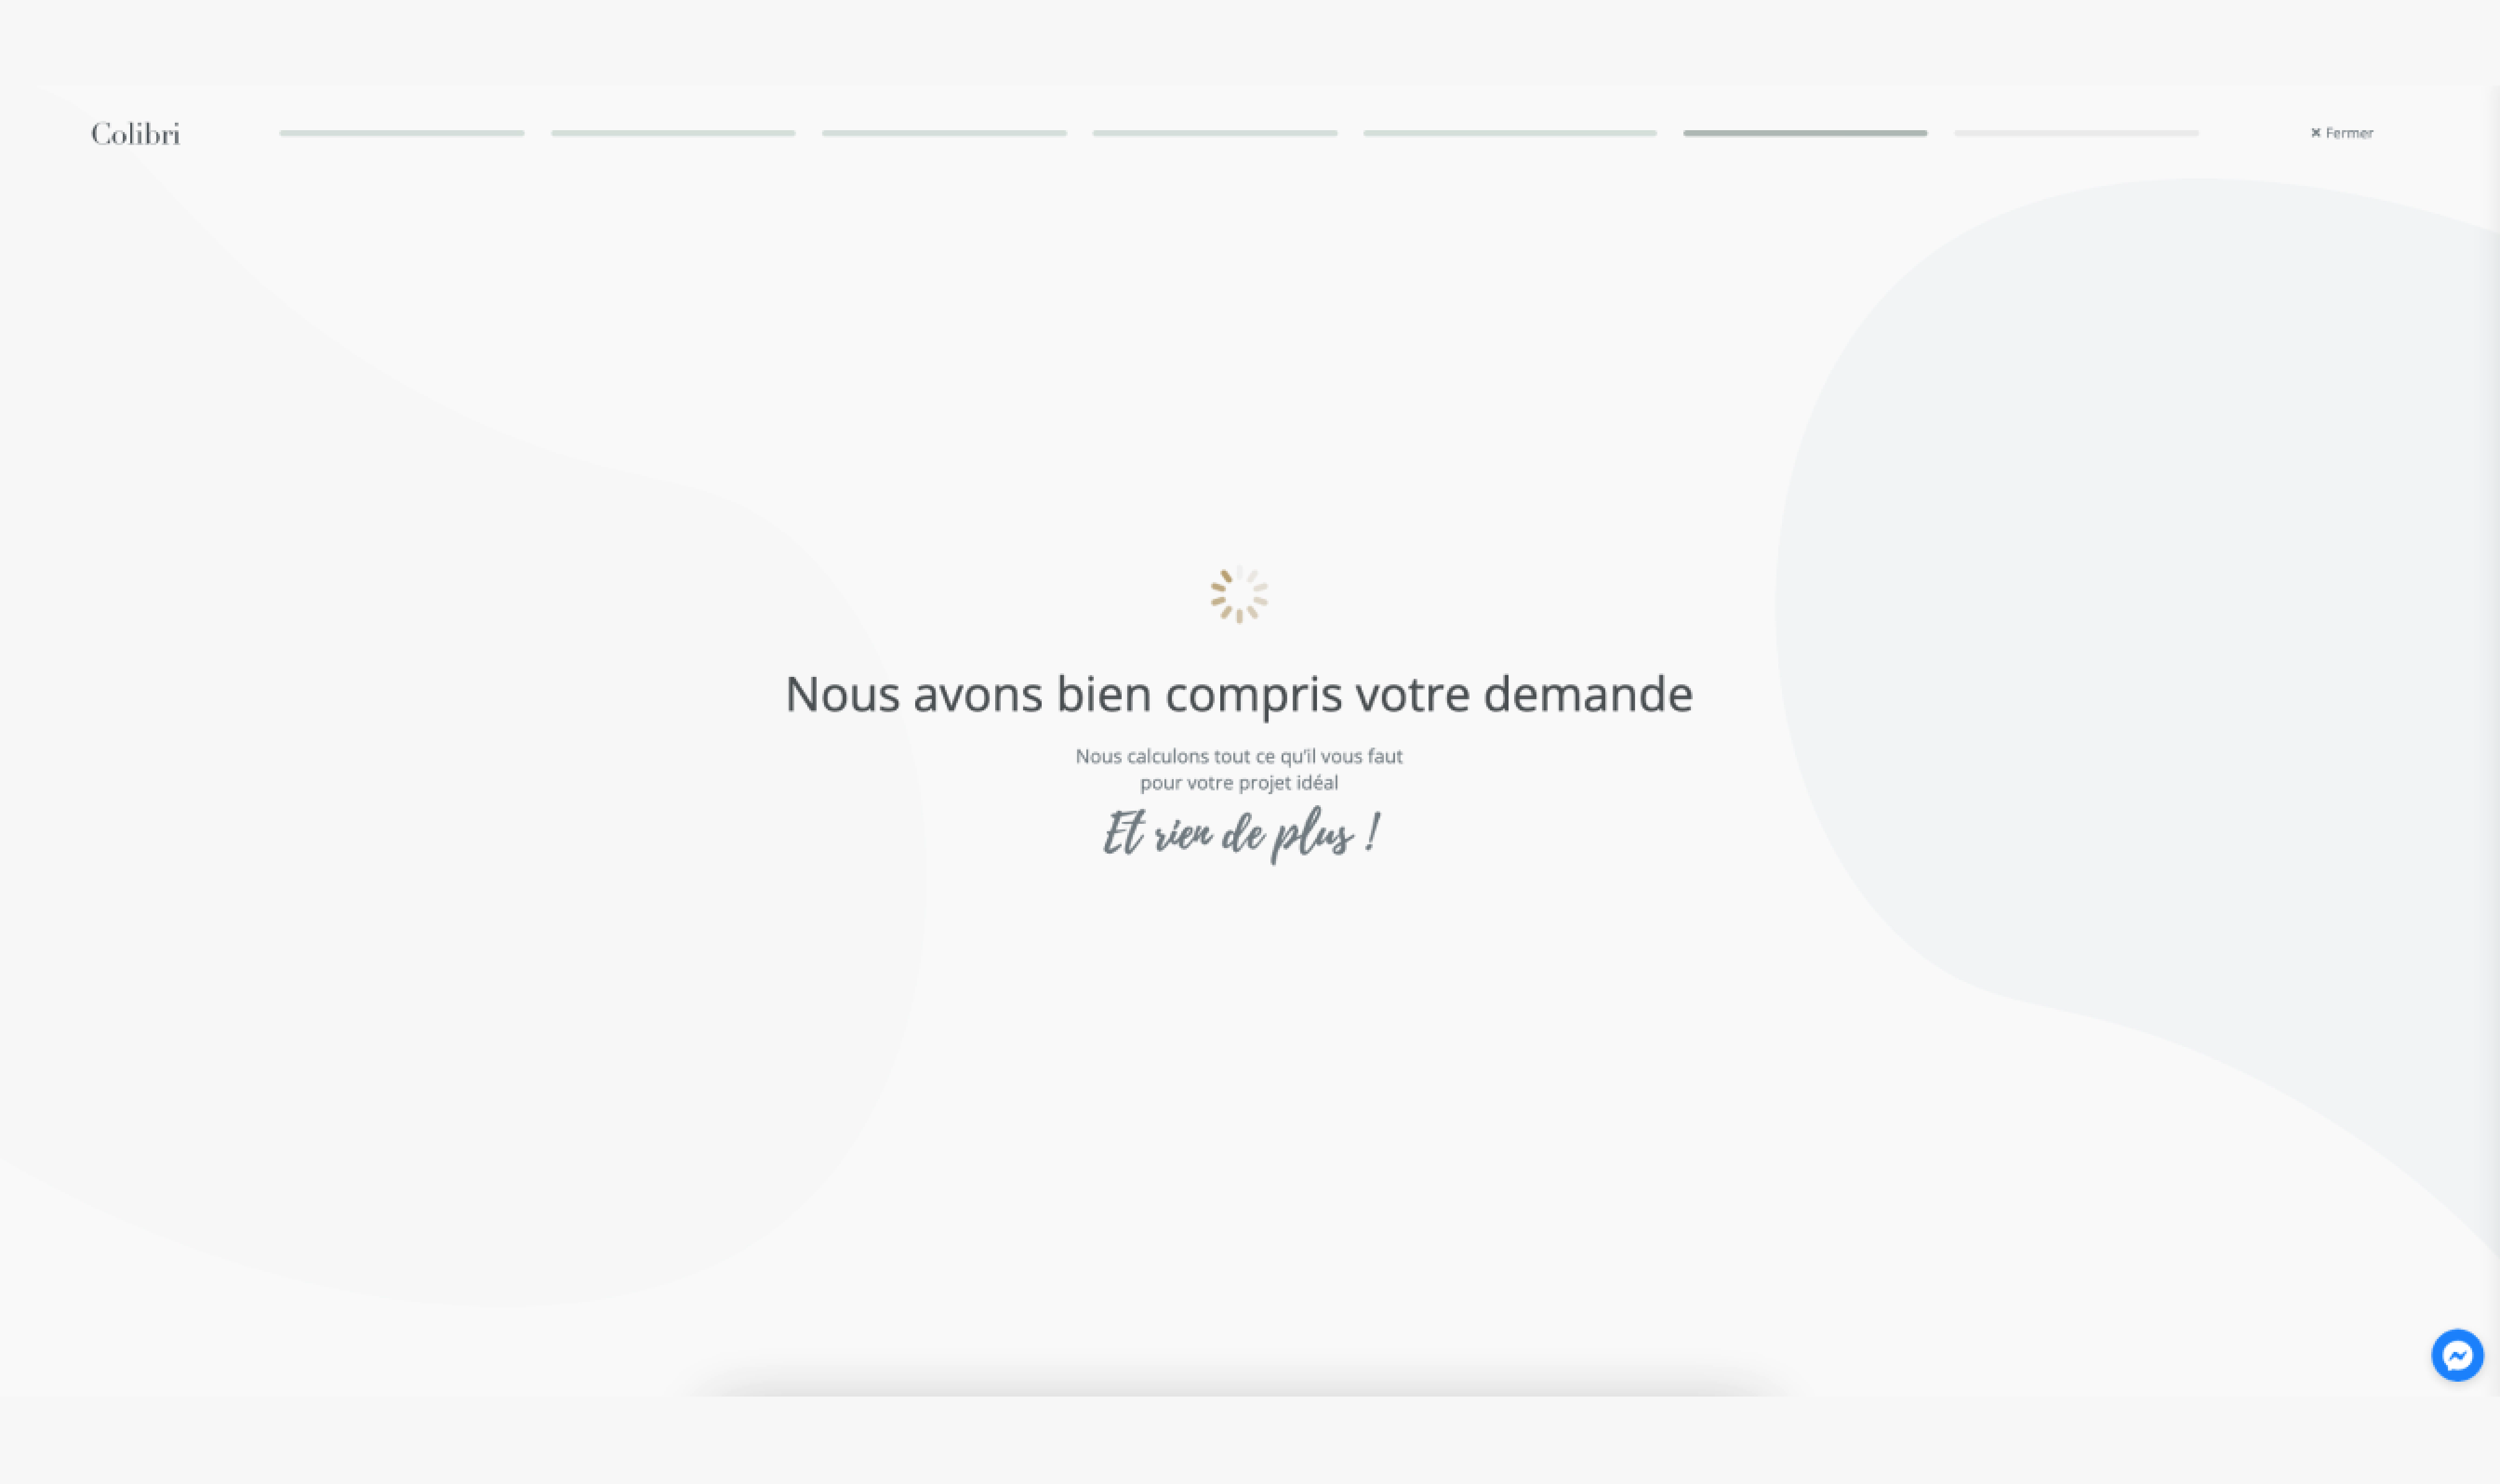 Colibri
× Fermer
Nous avons bien compris votre demande
Nous calculons tout ce qu'il vous faut
pour votre projet idéal
Et rien de plus !